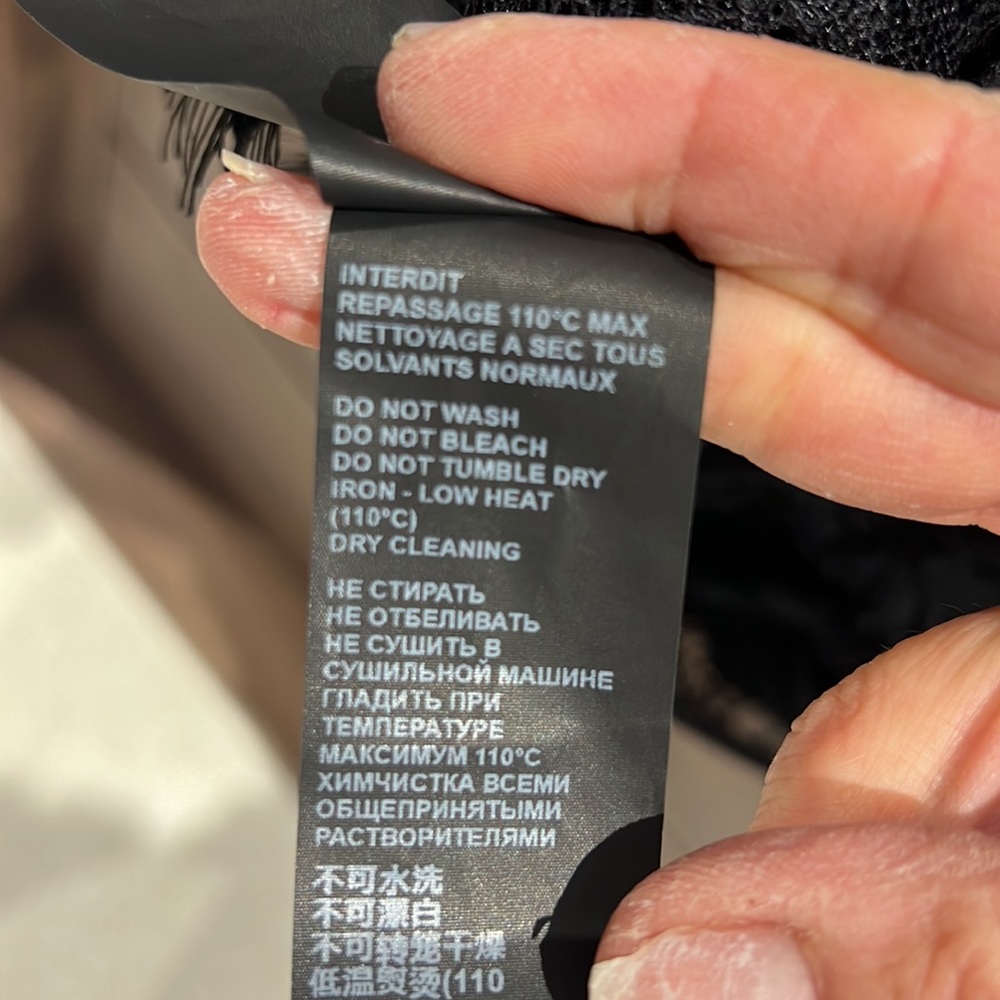 INTERDIT
REPASSAGE 110°C MAX
NETTOYAGE A SEC TOUS
SOLVANTS NORMAUX
DO NOT WASH
DO NOT BLEACH
DO NOT TUMBLE DRY
IRON - LOW HEAT
(110°C)
DRY CLEANING
НЕ СТИРАТЬ
НЕ ОТБЕЛИВАТЬ
НЕ СУШИТЬ В
СУШИЛЬНОЙ МАШИНЕ
ГЛАДИТЬ ПРИ
ТЕМПЕРАТУРЕ
МАКСИМУМ 110°C
ХИМЧИСТКА ВСЕМИ
ОБЩЕПРИНЯТЫМИ
РАСТВОРИТЕЛЯМИ
不可水洗
不可漂白
不可转笼干燥
低温熨烫(110